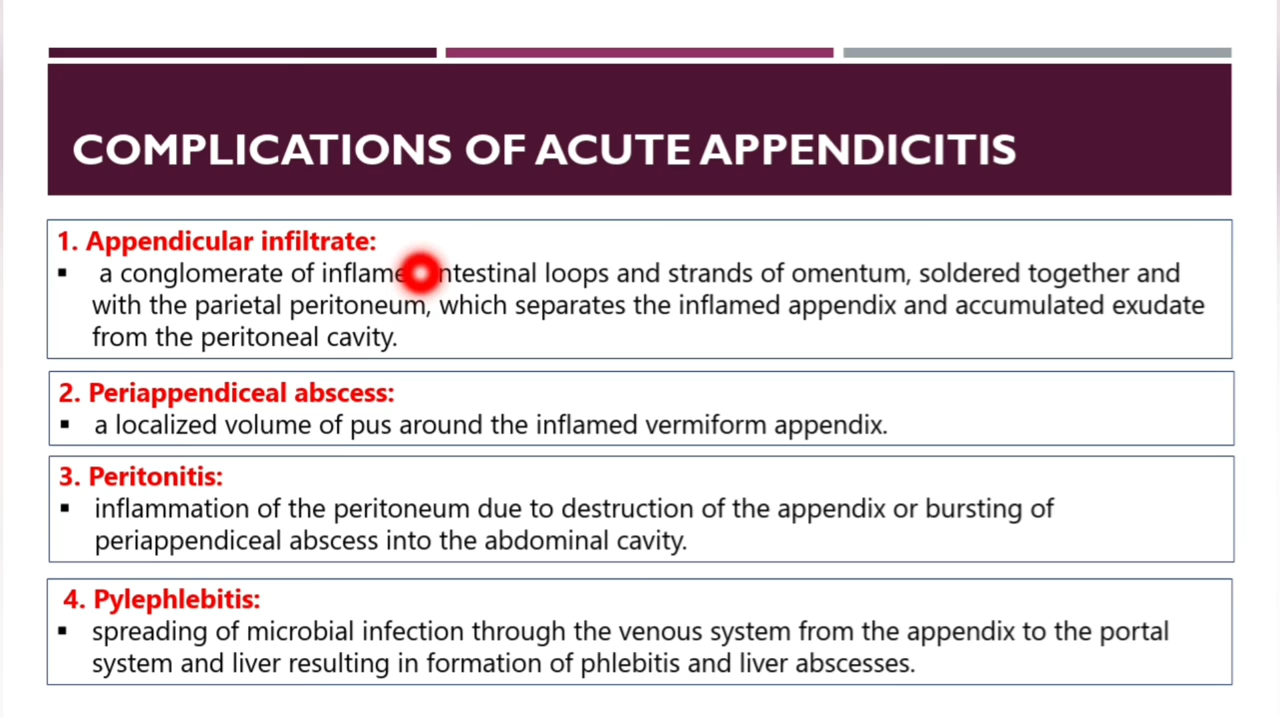 COMPLICATIONS OF ACUTE APPENDICITIS
1. Appendicular infiltrate:
▪ a conglomerate of inflame ntestinal loops and strands of omentum, soldered together and
with the parietal peritoneum, which separates the inflamed appendix and accumulated exudate
from the peritoneal cavity.
2. Periappendiceal abscess:
▪ a localized volume of pus around the inflamed vermiform appendix.
3. Peritonitis:
▪ inflammation of the peritoneum due to destruction of the appendix or bursting of
periappendiceal abscess into the abdominal cavity.
4. Pylephlebitis:
▪ spreading of microbial infection through the venous system from the appendix to the portal
system and liver resulting in formation of phlebitis and liver abscesses.